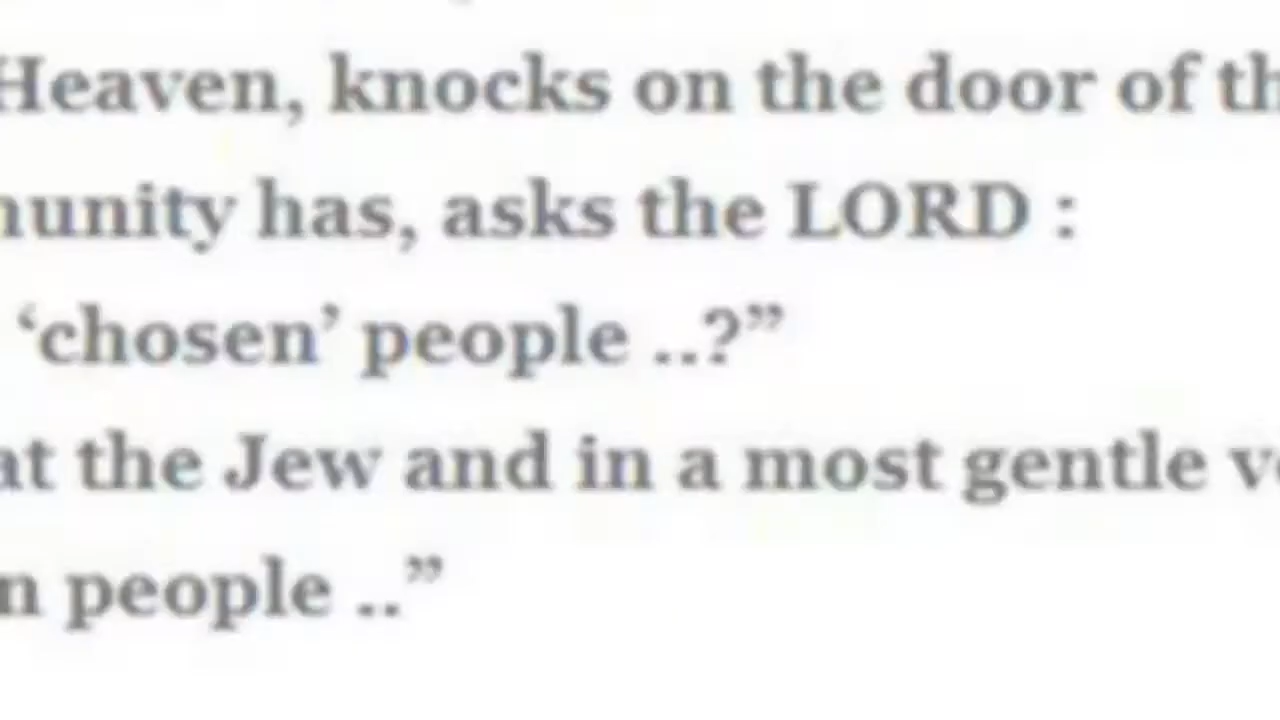 Heaven, knocks on the door of
has, asks the LORD :
‘chosen’ people ..?”
at the Jew and in a most gentle
people ..”